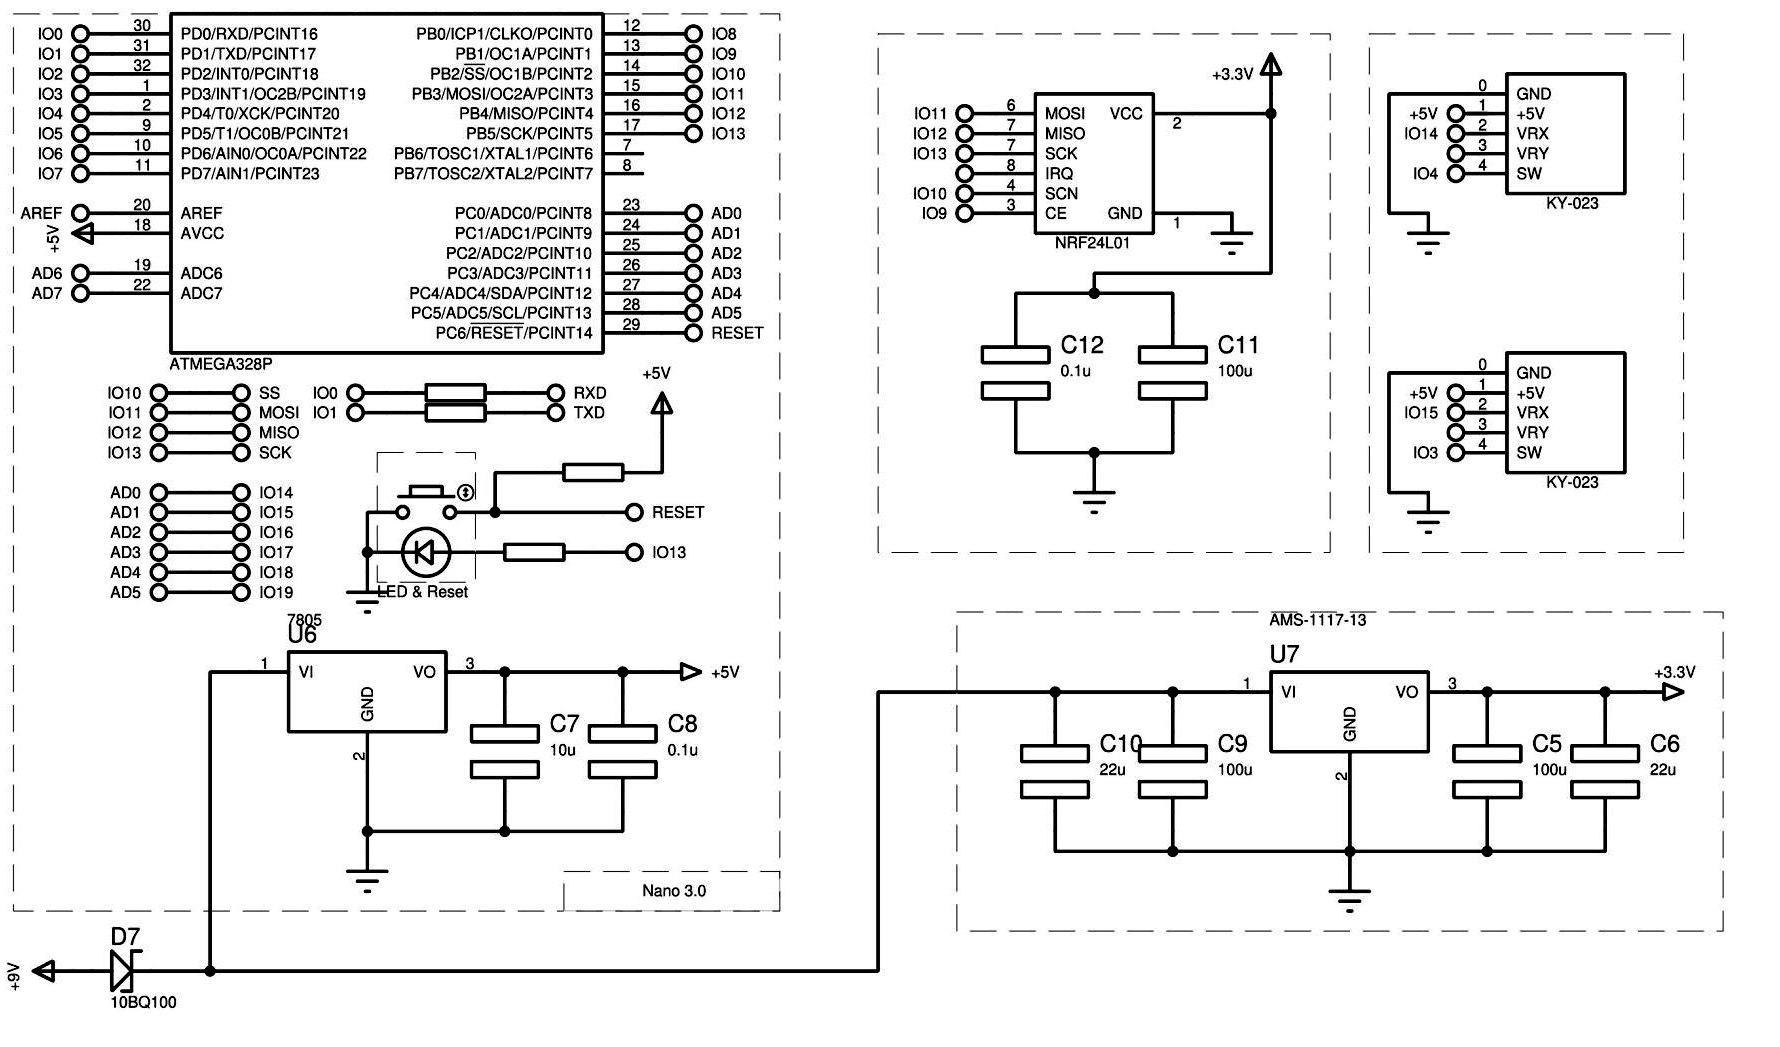 IO0 30 PD0/RXD/PCINT16 PB0/ICP1/CLKO/PCINT0 12 IO8
IO1 31 PD1/TXD/PCINT17 PB1/OC1A/PCINT1 13 IO9
IO2 32 PD2/INT0/PCINT18 PB2/SS/OC1B/PCINT2 14 IO10
IO3 1 PD3/INT1/OC2B/PCINT19 PB3/MOSI/OC2A/PCINT3 15 IO11
IO4 2 PD4/T0/XCK/PCINT20 PB4/MISO/PCINT4 16 IO12
IO5 9 PD5/T1/OC0B/PCINT21 PB5/SCK/PCINT5 17 IO13
IO6 10 PD6/AIN0/OC0A/PCINT22 PB6/TOSC1/XTAL1/PCINT6 7
IO7 11 PD7/AIN1/PCINT23 PB7/TOSC2/XTAL2/PCINT7 8
AREF 20 AREF PC0/ADC0/PCINT8 23 AD0
+5V 18 AVCC PC1/ADC1/PCINT9 24 AD1
PC2/ADC2/PCINT10 25 AD2
AD6 19 ADC6 PC3/ADC3/PCINT11 26 AD3
AD7 22 ADC7 PC4/ADC4/SDA/PCINT12 27 AD4
PC5/ADC5/SCL/PCINT13 28 AD5
PC6/RESET/PCINT14 29 RESET
ATMEGA328P
IO10 SS
IO11 MOSI
IO12 MISO
IO13 SCK
IO0 RXD
IO1 TXD
+5V
AD0 IO14
AD1 IO15
AD2 IO16
AD3 IO17
AD4 IO18
AD5 IO19
RESET
IO13
LED & Reset
7805
U6
1 VI VO 3 +5V
GND
2
C7
10u
C8
0.1u
Nano 3.0
D7
+9V
10BQ100
+3.3V
IO11 6 MOSI VCC 2
IO12 7 MISO
IO13 7 SCK
8 IRQ
IO10 4 SCN
IO9 3 CE GND 1
NRF24L01
C12
0.1u
C11
100u
0 GND
+5V 1 +5V
IO14 2 VRX
3 VRY
IO4 4 SW
KY-023
0 GND
+5V 1 +5V
IO15 2 VRX
3 VRY
IO3 4 SW
KY-023
AMS-1117-13
U7
1 VI VO 3 +3.3V
GND
2
C10
22u
C9
100u
C5
100u
C6
22u